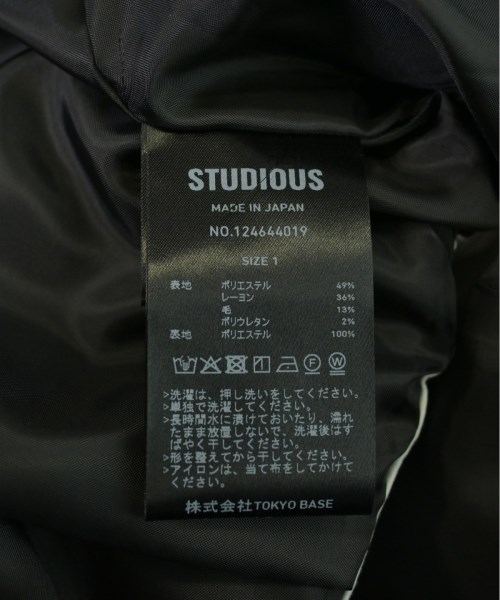 STUDIOUS
MADE IN JAPAN
NO.124644019
SIZE 1
表地 ポリエステル 49%
レーヨン 36%
毛 13%
ポリウレタン 2%
裏地 ポリエステル 100%
>洗濯は、押し洗いをしてください。
>単独で洗濯してください。
>長時間水に漬けておいたり、濡れ
たまま放置しないで、洗濯後はす
ばやく干してください。
>形を整えてから干してください。
>アイロンは、当て布をしてかけて
ください。
株式会社TOKYO BASE